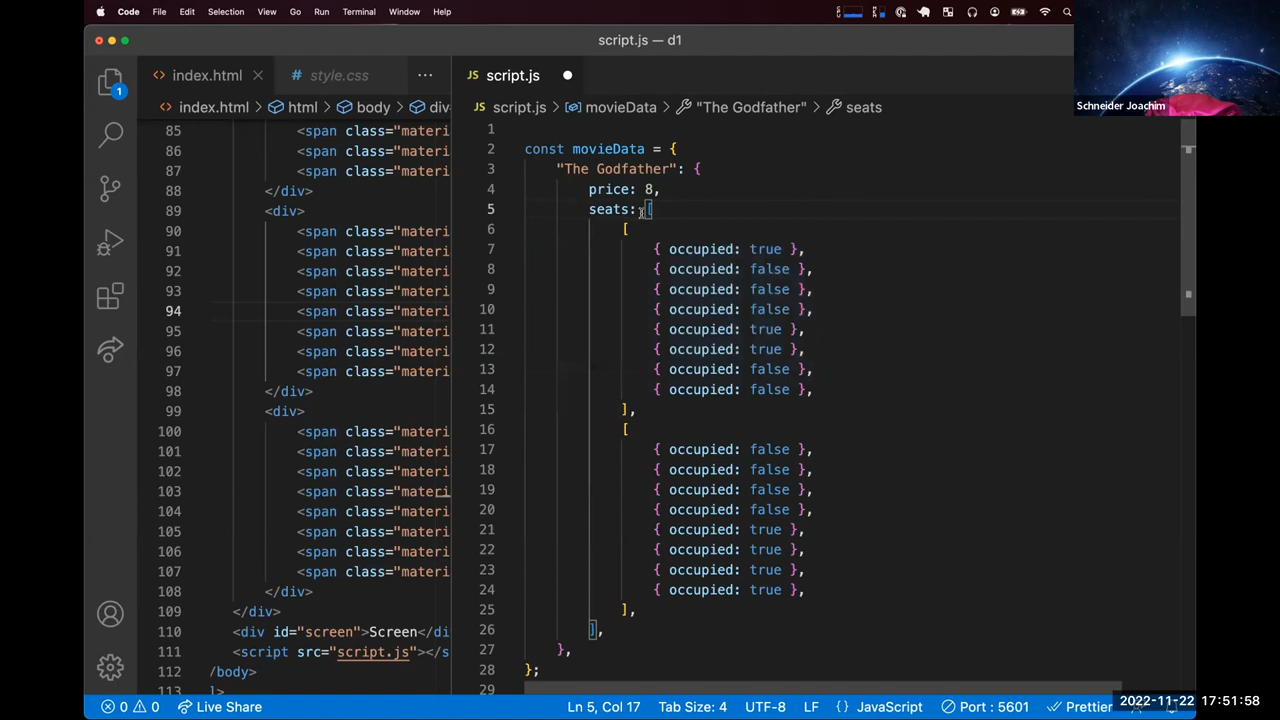 Code File Edit Selection View Go Run Terminal Window Help
script.js — d1
Schneider Joachim
index.html
style.css
script.js
index.html > html > body > div
script.js > movieData > "The Godfather" > seats
1
85 <span class="materi
86 <span class="materi
87 <span class="materi
88 </div>
89 <div>
90 <span class="materi
91 <span class="materi
92 <span class="materi
93 <span class="materi
94 <span class="materi
95 <span class="materi
96 <span class="materi
97 <span class="materi
98 </div>
99 <div>
100 <span class="materi
101 <span class="materi
102 <span class="materi
103 <span class="materi
104 <span class="materi
105 <span class="materi
106 <span class="materi
107 <span class="materi
108 </div>
109 </div>
110 <div id="screen">Screen</di
111 <script src="script.js"></s
112 /body>
113 l>
1
2 const movieData = {
3 "The Godfather": {
4 price: 8,
5 seats: [
6 [
7 { occupied: true },
8 { occupied: false },
9 { occupied: false },
10 { occupied: false },
11 { occupied: true },
12 { occupied: true },
13 { occupied: false },
14 { occupied: false },
15 ],
16 [
17 { occupied: false },
18 { occupied: false },
19 { occupied: false },
20 { occupied: false },
21 { occupied: true },
22 { occupied: true },
23 { occupied: true },
24 { occupied: true },
25 ],
26 ],
27 },
28 };
29
0 0 Live Share Ln 5, Col 17 Tab Size: 4 UTF-8 LF {} JavaScript Port : 5601 Prettier
2022-11-22 17:51:58